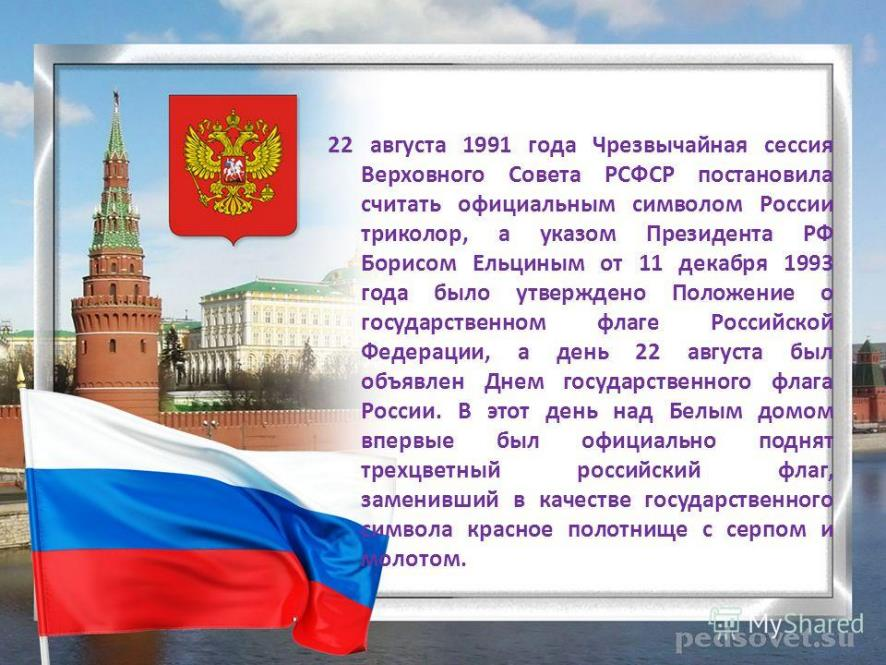 22 августа 1991 года Чрезвычайная сессия
Верховного Совета РСФСР постановила
считать официальным символом России
триколор, а указом Президента РФ
Борисом Ельциным от 11 декабря 1993
года было утверждено Положение о
государственном флаге Российской
Федерации, а день 22 августа был
объявлен Днем государственного флага
России. В этот день над Белым домом
впервые был официально поднят
трехцветный российский флаг,
заменивший в качестве государственного
символа красное полотнище с серпом и
молотом.
MyShared
pedsovet.su